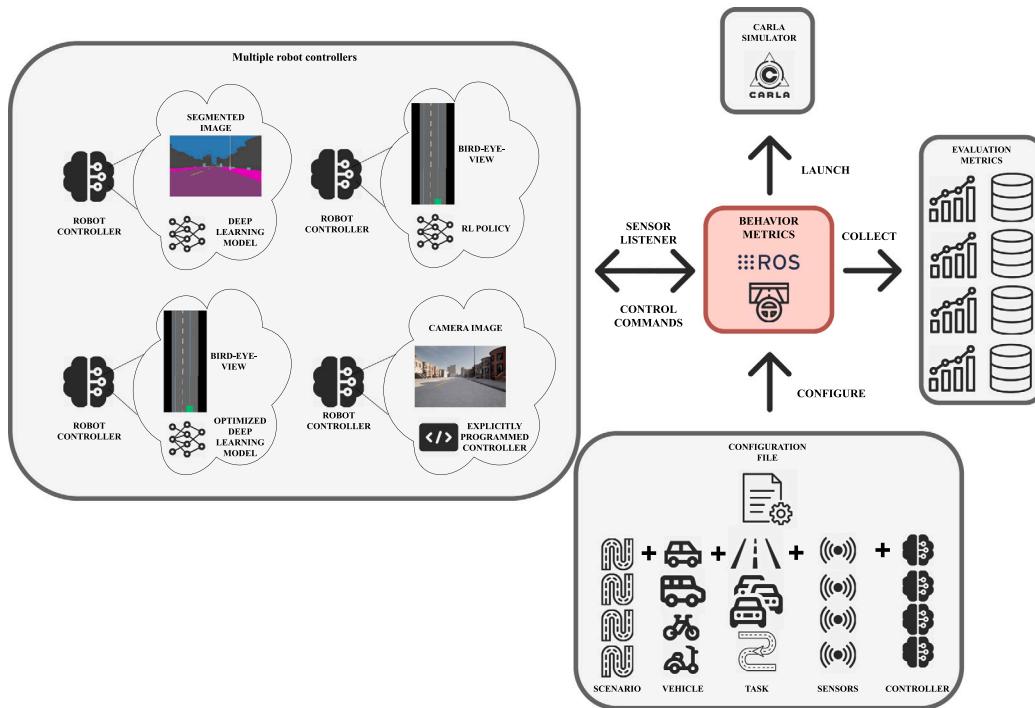 Multiple robot controllers
SEGMENTED
IMAGE
ROBOT
CONTROLLER
DEEP
LEARNING
MODEL
BIRD-EYE-
VIEW
ROBOT
CONTROLLER
RL POLICY
BIRD-EYE-
VIEW
ROBOT
CONTROLLER
OPTIMIZED
DEEP
LEARNING
MODEL
CAMERA IMAGE
ROBOT
CONTROLLER
</>
EXPLICITLY
PROGRAMMED
CONTROLLER
SENSOR
LISTENER
CONTROL
COMMANDS
CARLA
SIMULATOR
C
CARLA
LAUNCH
BEHAVIOR
METRICS
ROS
COLLECT
EVALUATION
METRICS
CONFIGURE
CONFIGURATION
FILE
+ + + +
SCENARIO VEHICLE TASK SENSORS CONTROLLER